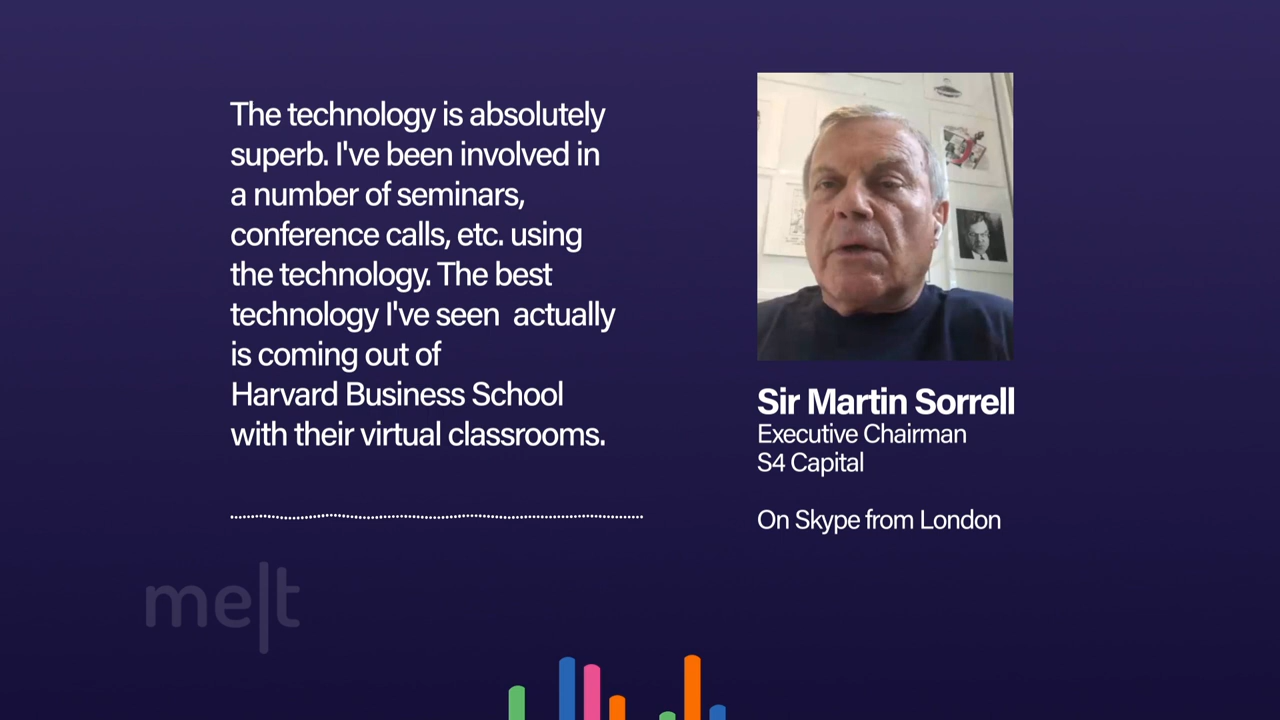 The technology is absolutely
superb. I've been involved in
a number of seminars,
conference calls, etc. using
the technology. The best
technology I've seen  actually
is coming out of
Harvard Business School
with their virtual classrooms.
Sir Martin Sorrell
Executive Chairman
S4 Capital
On Skype from London
melt